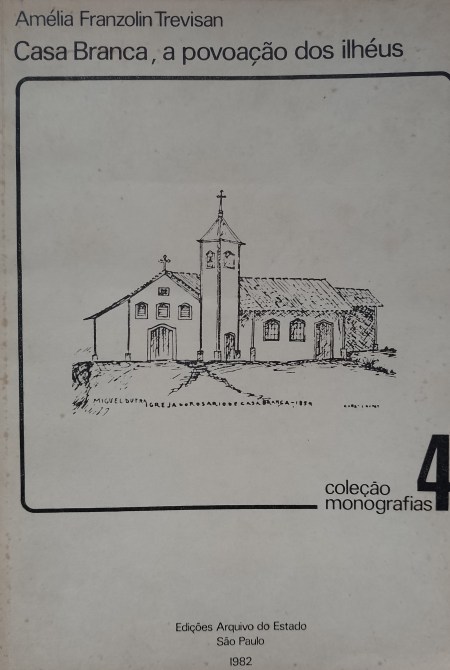 Amélia Franzolin Trevisan
Casa Branca, a povoação dos ilhéus
MIGUEL DUTRA
IGREJA DO ROSARIO DE CASA BRANCA-1854
coleção
monografias
4
Edições Arquivo do Estado
São Paulo
1982